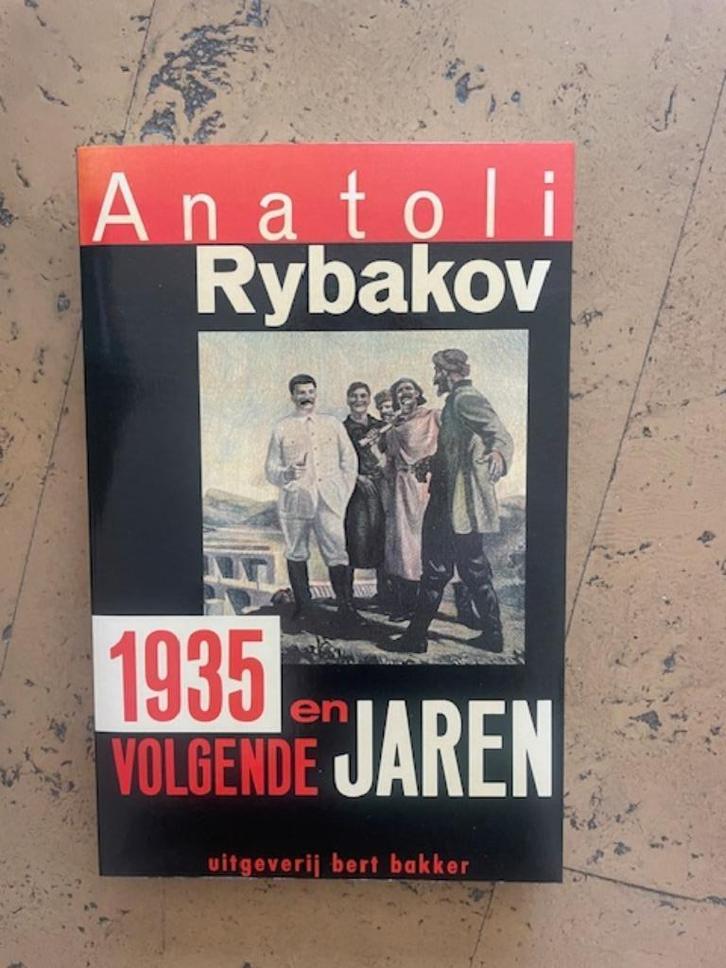 Anatoli
Rybakov
1935
en
VOLGENDE JAREN
uitgeverij bert bakker